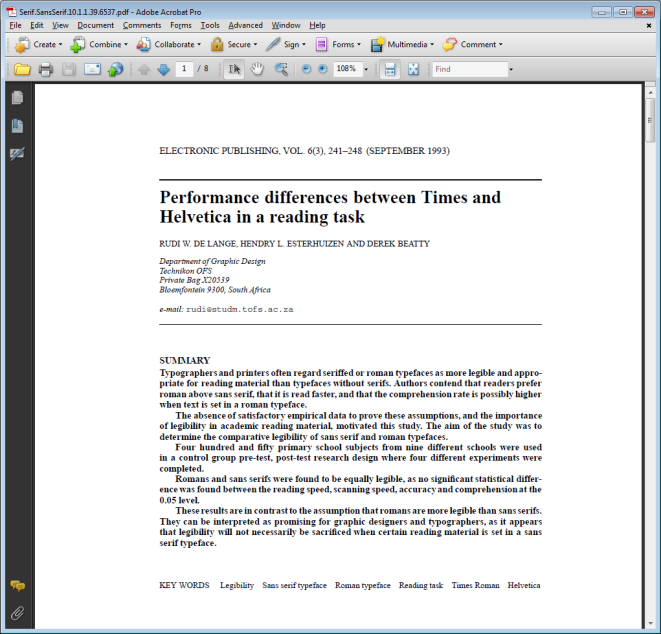 Serif.SansSerif.10.1.1.39.6537.pdf - Adobe Acrobat Pro
File Edit View Document Comments Forms Tools Advanced Window Help
Create Combine Collaborate Secure Sign Forms Multimedia Comment
1 / 8 108% Find
ELECTRONIC PUBLISHING, VOL. 6(3), 241–248 (SEPTEMBER 1993)
Performance differences between Times and
Helvetica in a reading task
RUDI W. DE LANGE, HENDRY L. ESTERHUIZEN AND DEREK BEATTY
Department of Graphic Design
Technikon OFS
Private Bag X20539
Bloemfontein 9300, South Africa
e-mail: rudi@studm.tofs.ac.za
SUMMARY
Typographers and printers often regard seriffed or roman typefaces as more legible and appro-
priate for reading material than typefaces without serifs. Authors contend that readers prefer
roman above sans serif, that it is read faster, and that the comprehension rate is possibly higher
when text is set in a roman typeface.
The absence of satisfactory empirical data to prove these assumptions, and the importance
of legibility in academic reading material, motivated this study. The aim of the study was to
determine the comparative legibility of sans serif and roman typefaces.
Four hundred and fifty primary school subjects from nine different schools were used
in a control group pre-test, post-test research design where four different experiments were
completed.
Romans and sans serifs were found to be equally legible, as no significant statistical differ-
ence was found between the reading speed, scanning speed, accuracy and comprehension at the
0.05 level.
These results are in contrast to the assumption that romans are more legible than sans serifs.
They can be interpreted as promising for graphic designers and typographers, as it appears
that legibility will not necessarily be sacrificed when certain reading material is set in a sans
serif typeface.
KEY WORDS Legibility Sans serif typeface Roman typeface Reading task Times Roman Helvetica